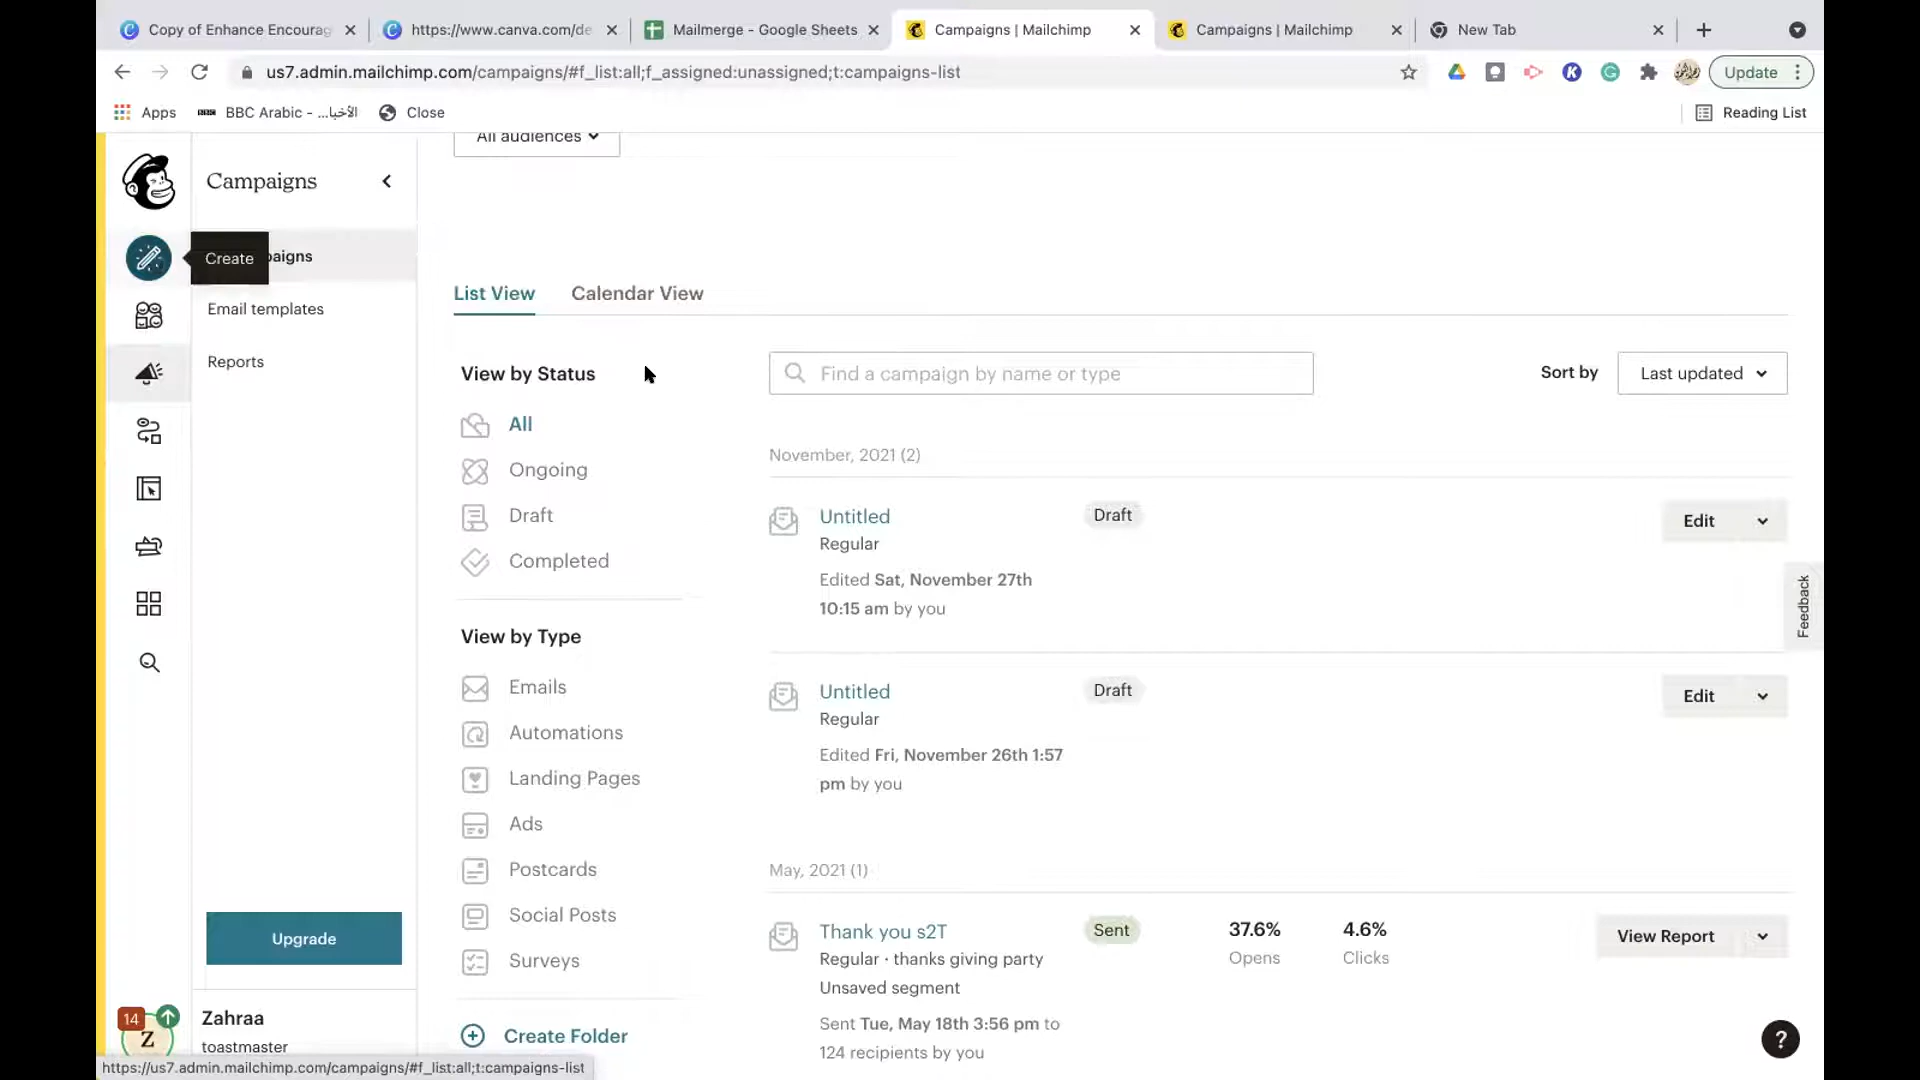 Copy of Enhance Encourag
https://www.canva.com/de
Mailmerge - Google Sheets
Campaigns | Mailchimp
Campaigns | Mailchimp
New Tab
us7.admin.mailchimp.com/campaigns/#f_list:all;f_assigned:unassigned;t:campaigns-list
Update
Apps
BBC Arabic - ...الأخبا
Close
Reading List
All audiences
Campaigns
Create
paigns
Email templates
Reports
List View
Calendar View
View by Status
Find a campaign by name or type
Sort by
Last updated
All
Ongoing
Draft
Completed
November, 2021 (2)
Untitled
Draft
Edit
Regular
Edited Sat, November 27th
10:15 am by you
Feedback
View by Type
Emails
Automations
Landing Pages
Ads
Postcards
Social Posts
Surveys
Untitled
Draft
Edit
Regular
Edited Fri, November 26th 1:57
pm by you
May, 2021 (1)
Thank you s2T
Sent
37.6%
4.6%
View Report
Regular · thanks giving party
Opens
Clicks
Unsaved segment
Sent Tue, May 18th 3:56 pm to
124 recipients by you
Upgrade
Create Folder
14
Z
Zahraa
toastmaster
?
https://us7.admin.mailchimp.com/campaigns/#f_list:all;t:campaigns-list